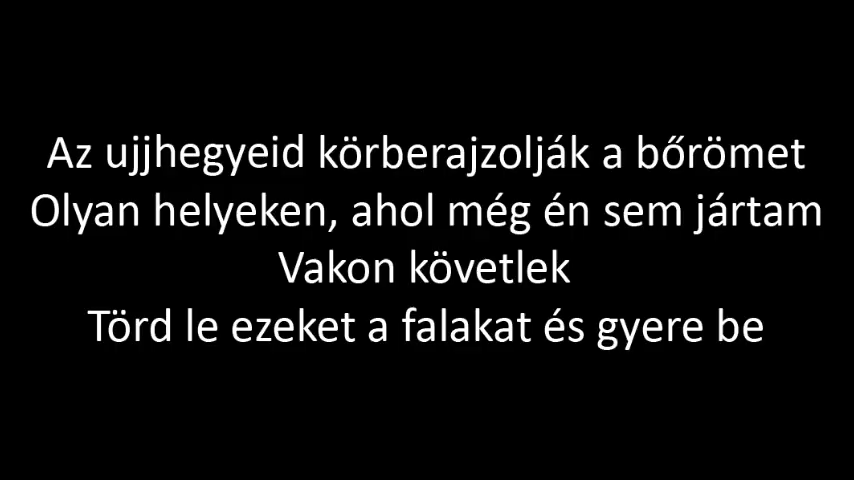 Az ujjhegyeid körberajzolják a bőrömet
Olyan helyeken, ahol még én sem jártam
Vakon követlek
Törd le ezeket a falakat és gyere be